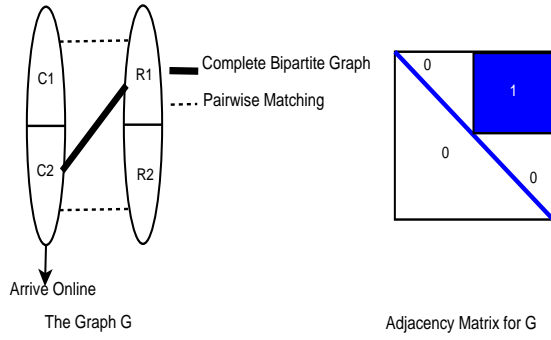 C1
R1
C2
R2
Complete Bipartite Graph
Pairwise Matching
Arrive Online
The Graph G
0
1
0
0
Adjacency Matrix for G